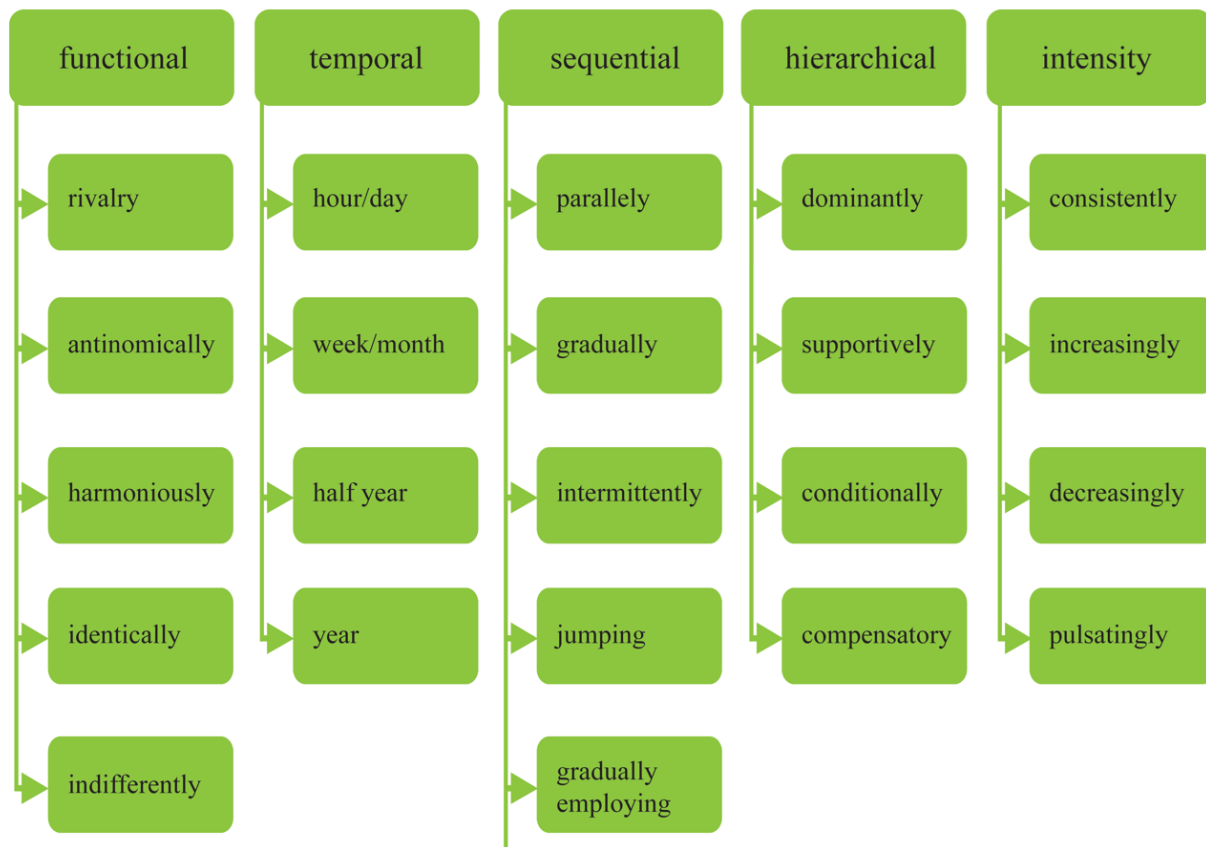 functional
temporal
sequential
hierarchical
intensity
rivalry
hour/day
parallely
dominantly
consistently
antinomically
week/month
gradually
supportively
increasingly
harmoniously
half year
intermittently
conditionally
decreasingly
identically
year
jumping
compensatory
pulsatingly
indifferently
gradually
employing